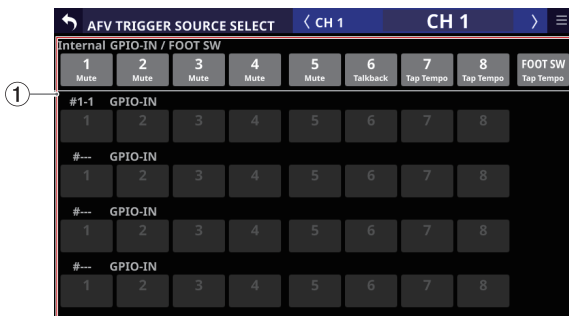 AFV TRIGGER SOURCE SELECT 〈 CH 1 CH 1 〉
Internal GPIO-IN / FOOT SW
1 2 3 4 5 6 7 8 FOOT SW
Mute Mute Mute Mute Mute Talkback Tap Tempo Tap Tempo Tap Tempo
①
#1-1 GPIO-IN
1 2 3 4 5 6 7 8
#--- GPIO-IN
1 2 3 4 5 6 7 8
#--- GPIO-IN
1 2 3 4 5 6 7 8
#--- GPIO-IN
1 2 3 4 5 6 7 8